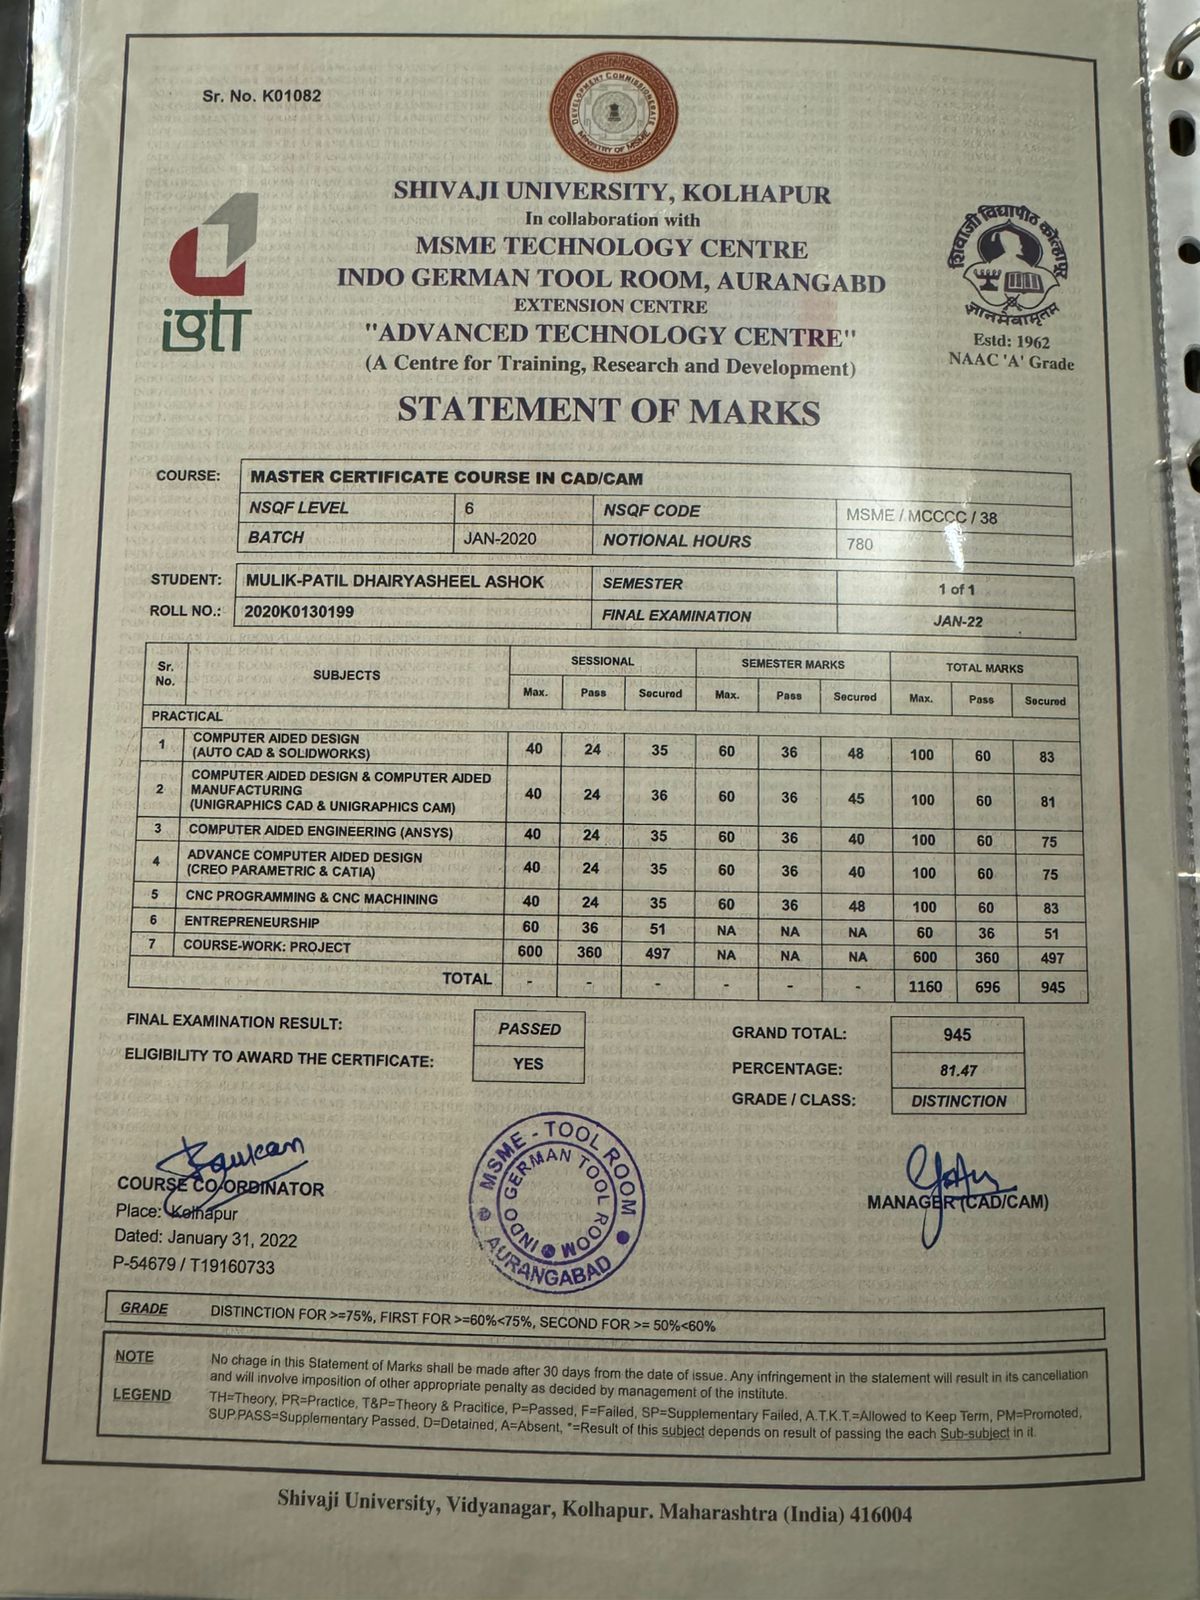 Sr. No. K01082
DEVELOPMENT COMMISSIONERATE
MINISTRY OF MSME
SHIVAJI UNIVERSITY, KOLHAPUR
In collaboration with
MSME TECHNOLOGY CENTRE
INDO GERMAN TOOL ROOM, AURANGABD
EXTENSION CENTRE
"ADVANCED TECHNOLOGY CENTRE"
(A Centre for Training, Research and Development)
igtr
शिवाजी विद्यापीठ कोल्हापूर
ज्ञानमेवामृतम
Estd: 1962
NAAC 'A' Grade
STATEMENT OF MARKS
COURSE: MASTER CERTIFICATE COURSE IN CAD/CAM
NSQF LEVEL 6 NSQF CODE MSME / MCCCC / 38
BATCH JAN-2020 NOTIONAL HOURS 780
STUDENT: MULIK-PATIL DHAIRYASHEEL ASHOK SEMESTER 1 of 1
ROLL NO.: 2020K0130199 FINAL EXAMINATION JAN-22
Sr. No. SUBJECTS SESSIONAL SEMESTER MARKS TOTAL MARKS
Max. Pass Secured Max. Pass Secured Max. Pass Secured
PRACTICAL
1 COMPUTER AIDED DESIGN
(AUTO CAD & SOLIDWORKS) 40 24 35 60 36 48 100 60 83
2 COMPUTER AIDED DESIGN & COMPUTER AIDED
MANUFACTURING
(UNIGRAPHICS CAD & UNIGRAPHICS CAM) 40 24 36 60 36 45 100 60 81
3 COMPUTER AIDED ENGINEERING (ANSYS) 40 24 35 60 36 40 100 60 75
4 ADVANCE COMPUTER AIDED DESIGN
(CREO PARAMETRIC & CATIA) 40 24 35 60 36 40 100 60 75
5 CNC PROGRAMMING & CNC MACHINING 40 24 35 60 36 48 100 60 83
6 ENTREPRENEURSHIP 60 36 51 NA NA NA 60 36 51
7 COURSE-WORK: PROJECT 600 360 497 NA NA NA 600 360 497
TOTAL - - - - - - 1160 696 945
FINAL EXAMINATION RESULT: PASSED GRAND TOTAL: 945
ELIGIBILITY TO AWARD THE CERTIFICATE: YES PERCENTAGE: 81.47
GRADE / CLASS: DISTINCTION
COURSE CO-ORDINATOR
Place: Kolhapur
Dated: January 31, 2022
P-54679 / T19160733
MSME - TOOL ROOM
AURANGABAD
INDO GERMAN TOOL ROOM
MANAGER (CAD/CAM)
GRADE DISTINCTION FOR >=75%, FIRST FOR >=60%<75%, SECOND FOR >= 50%<60%
NOTE No chage in this Statement of Marks shall be made after 30 days from the date of issue. Any infringement in the statement will result in its cancellation
and will involve imposition of other appropriate penalty as decided by management of the institute.
LEGEND TH=Theory, PR=Practice, T&P=Theory & Pracitice, P=Passed, F=Failed, SP=Supplementary Failed, A.T.K.T.=Allowed to Keep Term, PM=Promoted,
SUP.PASS=Supplementary Passed, D=Detained, A=Absent, *=Result of this subject depends on result of passing the each Sub-subject in it.
Shivaji University, Vidyanagar, Kolhapur. Maharashtra (India) 416004